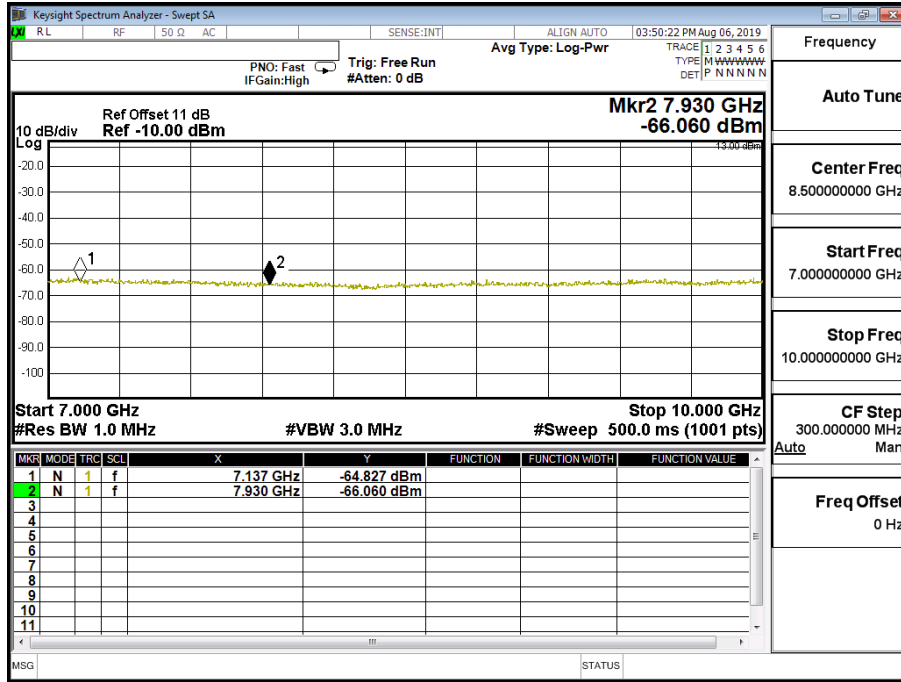 Keysight Spectrum Analyzer - Swept SA
LXI RL RF 50 Ω AC SENSE:INT ALIGN AUTO 03:50:22 PM Aug 06, 2019
Avg Type: Log-Pwr TRACE 1 2 3 4 5 6
PNO: Fast Trig: Free Run TYPE M WWWWW
IFGain:High #Atten: 0 dB DET P N N N N N
Frequency
Mkr2 7.930 GHz
-66.060 dBm
Ref Offset 11 dB
10 dB/div Ref -10.00 dBm
Log
-13.00 dBm
-20.0
-30.0
-40.0
-50.0
-60.0
-70.0
-80.0
-90.0
-100
1
2
Start 7.000 GHz Stop 10.000 GHz
#Res BW 1.0 MHz #VBW 3.0 MHz #Sweep 500.0 ms (1001 pts)
MKR MODE TRC SCL X Y FUNCTION FUNCTION WIDTH FUNCTION VALUE
1 N 1 f 7.137 GHz -64.827 dBm
2 N 1 f 7.930 GHz -66.060 dBm
3
4
5
6
7
8
9
10
11
MSG STATUS
Auto Tune
Center Freq
8.500000000 GHz
Start Freq
7.000000000 GHz
Stop Freq
10.000000000 GHz
CF Step
300.000000 MHz
Auto Man
Freq Offset
0 Hz